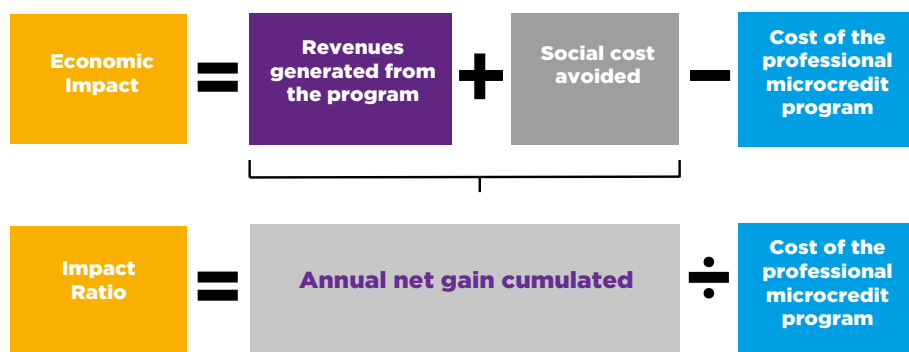 Economic
Impact
=
Revenues
generated from
the program
+
Social cost
avoided
−
Cost of the
professional
microcredit
program
Impact
Ratio
=
Annual net gain cumulated
÷
Cost of the
professional
microcredit
program